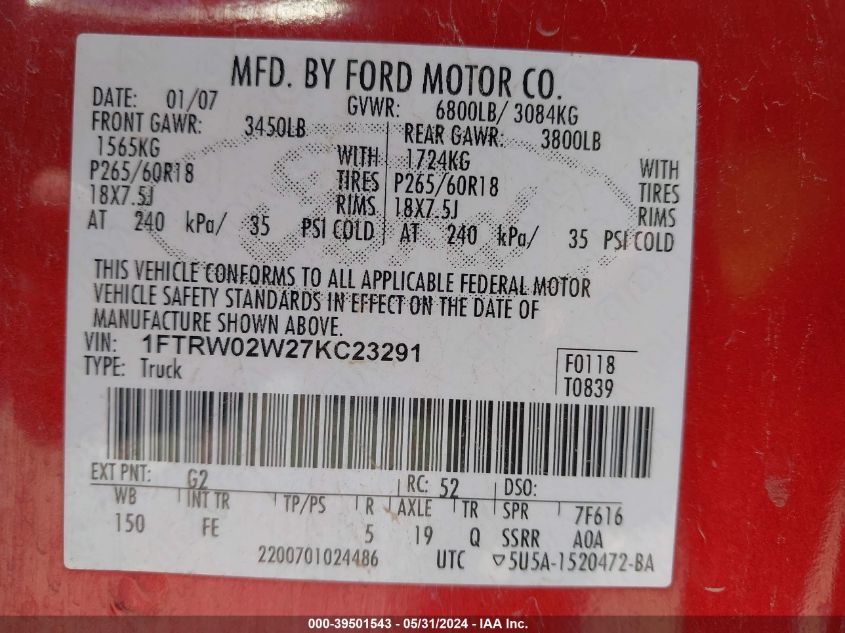 MFD. BY FORD MOTOR CO.
DATE: 01/07 GVWR: 6800LB/ 3084KG
FRONT GAWR: 3450LB REAR GAWR: 3800LB
1565KG WITH 1724KG WITH
P265/60R18 TIRES P265/60R18 TIRES
18X7.5J RIMS 18X7.5J RIMS
AT 240 kPa/ 35 PSI COLD AT 240 kPa/ 35 PSI COLD
THIS VEHICLE CONFORMS TO ALL APPLICABLE FEDERAL MOTOR
VEHICLE SAFETY STANDARDS IN EFFECT ON THE DATE OF
MANUFACTURE SHOWN ABOVE.
VIN: 1FTRW02W27KC23291 F0118
TYPE: Truck T0839
EXT PNT: G2 RC: 52 DSO:
WB INT TR TP/PS R AXLE TR SPR 7F616
150 FE 5 19 Q SSRR A0A
2200701024486 UTC ▽5U5A-1520472-BA
Ford
000-39501543 / 05/31/2024 - IAA Inc.